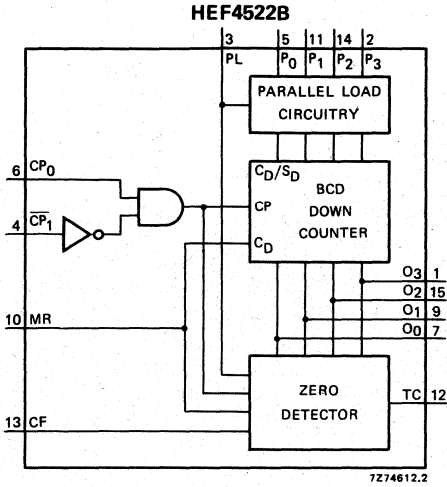 HEF4522B
3 5 11 14 2
PL P0 P1 P2 P3
PARALLEL LOAD
CIRCUITRY
6 CP0
CD/SD
BCD
DOWN
COUNTER
CP
4 C̅P̅1
CD
O3 1
O2 15
O1 9
O0 7
10 MR
ZERO
DETECTOR
TC 12
13 CF
7Z74612.2